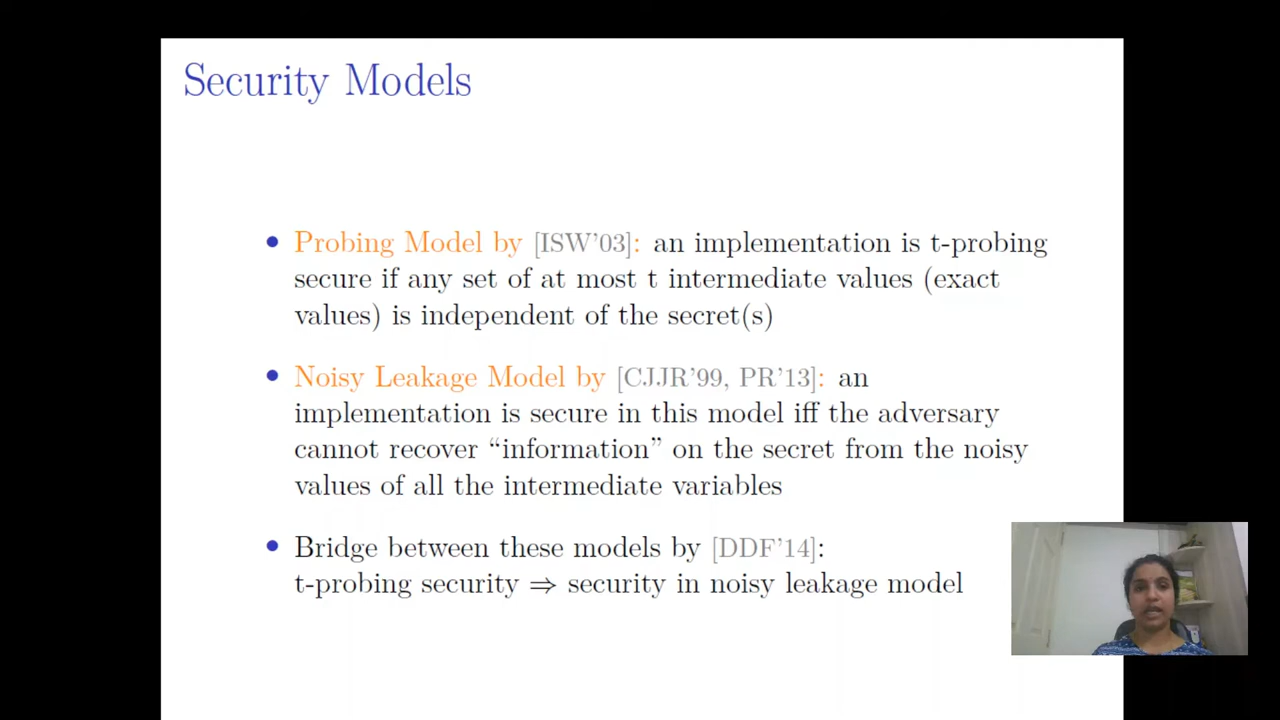 Security Models
• Probing Model by [ISW’03]: an implementation is t-probing
secure if any set of at most t intermediate values (exact
values) is independent of the secret(s)
• Noisy Leakage Model by [CJJR’99, PR’13]: an
implementation is secure in this model iff the adversary
cannot recover “information” on the secret from the noisy
values of all the intermediate variables
• Bridge between these models by [DDF’14]:
t-probing security ⇒ security in noisy leakage model